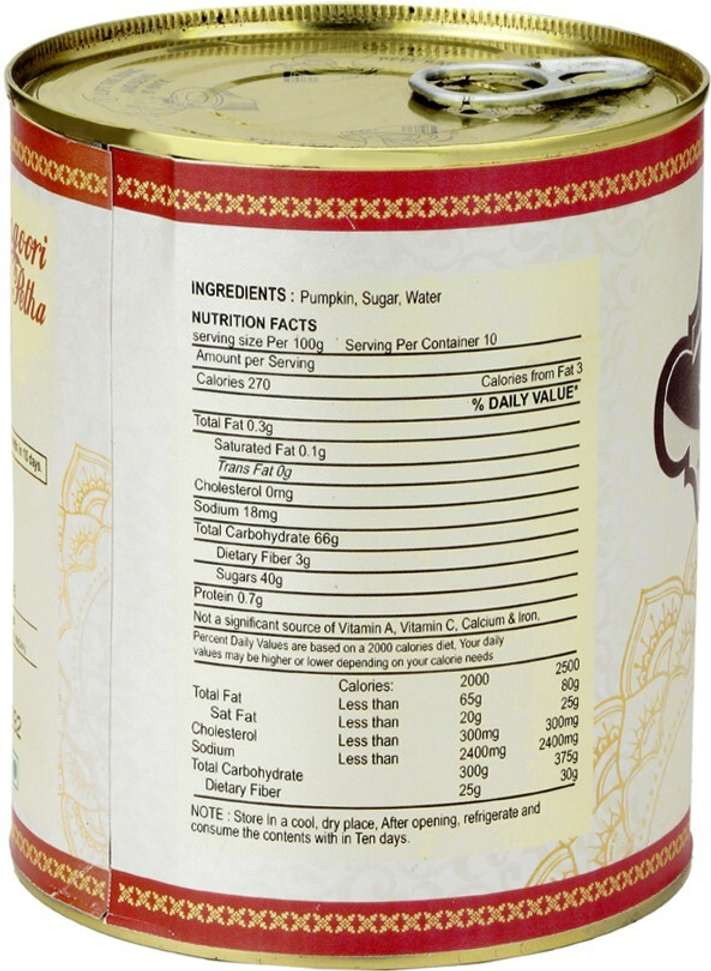 goori
Petha
in 10 days.
INGREDIENTS : Pumpkin, Sugar, Water
NUTRITION FACTS
serving size Per 100g Serving Per Container 10
Amount per Serving
Calories 270 Calories from Fat 3
% DAILY VALUE*
Total Fat 0.3g
Saturated Fat 0.1g
Trans Fat 0g
Cholesterol 0mg
Sodium 18mg
Total Carbohydrate 66g
Dietary Fiber 3g
Sugars 40g
Protein 0.7g
Not a significant source of Vitamin A, Vitamin C, Calcium & Iron,
Percent Daily Values are based on a 2000 calories diet. Your daily
values may be higher or lower depending on your calorie needs
Calories: 2000 2500
Total Fat Less than 65g 80g
Sat Fat Less than 20g 25g
Cholesterol Less than 300mg 300mg
Sodium Less than 2400mg 2400mg
Total Carbohydrate 300g 375g
Dietary Fiber 25g 30g
NOTE : Store In a cool, dry place, After opening, refrigerate and
consume the contents with in Ten days.